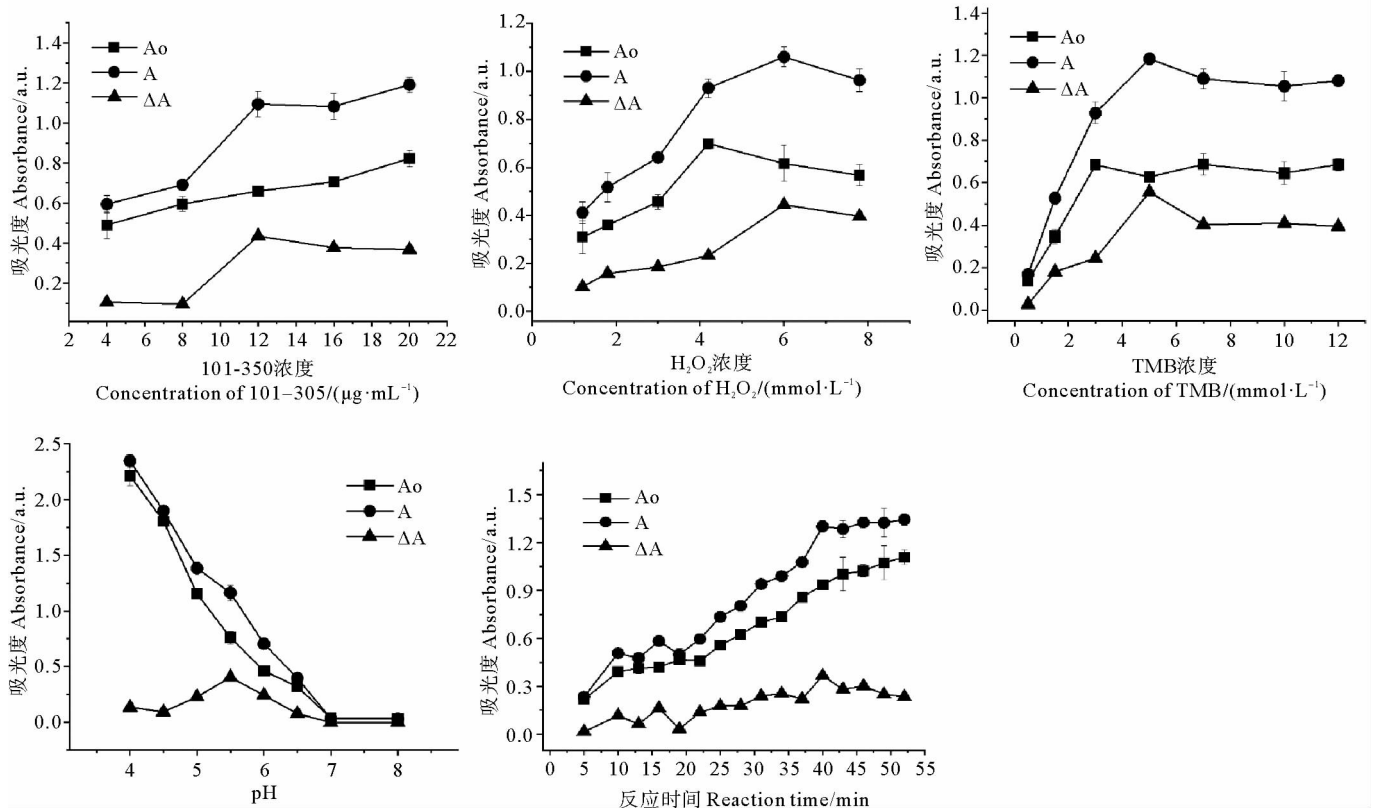 吸光度 Absorbance/a.u.
1.4
1.2
1.0
0.8
0.6
0.4
0.2
Ao
A
ΔA
2 4 6 8 10 12 14 16 18 20 22
101-350浓度
Concentration of 101–305/(μg·mL⁻¹)
吸光度 Absorbance/a.u.
1.2
1.0
0.8
0.6
0.4
0.2
0.0
Ao
A
ΔA
0 2 4 6 8
H₂O₂浓度
Concentration of H₂O₂/(mmol·L⁻¹)
吸光度 Absorbance/a.u.
1.4
1.2
1.0
0.8
0.6
0.4
0.2
0.0
Ao
A
ΔA
0 2 4 6 8 10 12
TMB浓度
Concentration of TMB/(mmol·L⁻¹)
吸光度 Absorbance/a.u.
2.5
2.0
1.5
1.0
0.5
0.0
Ao
A
ΔA
4 5 6 7 8
pH
吸光度 Absorbance/a.u.
1.5
1.2
0.9
0.6
0.3
0.0
Ao
A
ΔA
0 5 10 15 20 25 30 35 40 45 50 55
反应时间 Reaction time/min